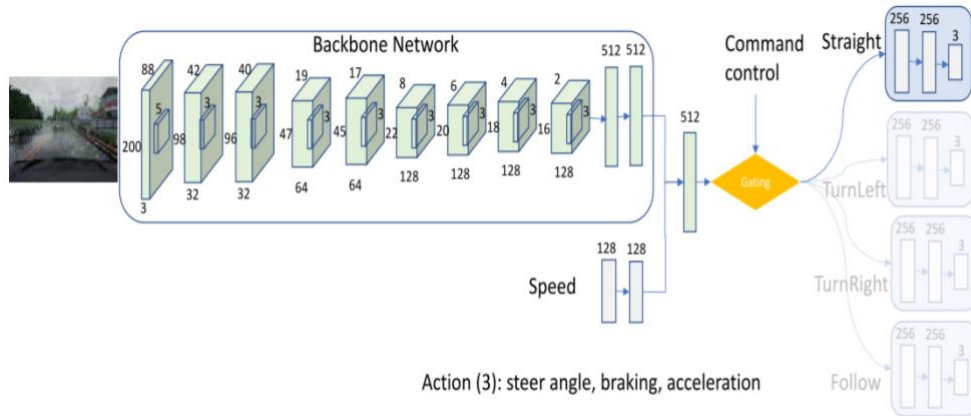 Backbone Network
88
5
200
3
42
3
98
32
40
3
96
32
19
3
47
64
17
3
45
64
8
3
22
128
6
3
20
128
4
3
18
128
2
3
16
128
512 512
512
Speed
128 128
Command
control
Gating
Straight
256 256 3
TurnLeft
256 256 3
TurnRight
256 256 3
Follow
256 256 3
Action (3): steer angle, braking, acceleration